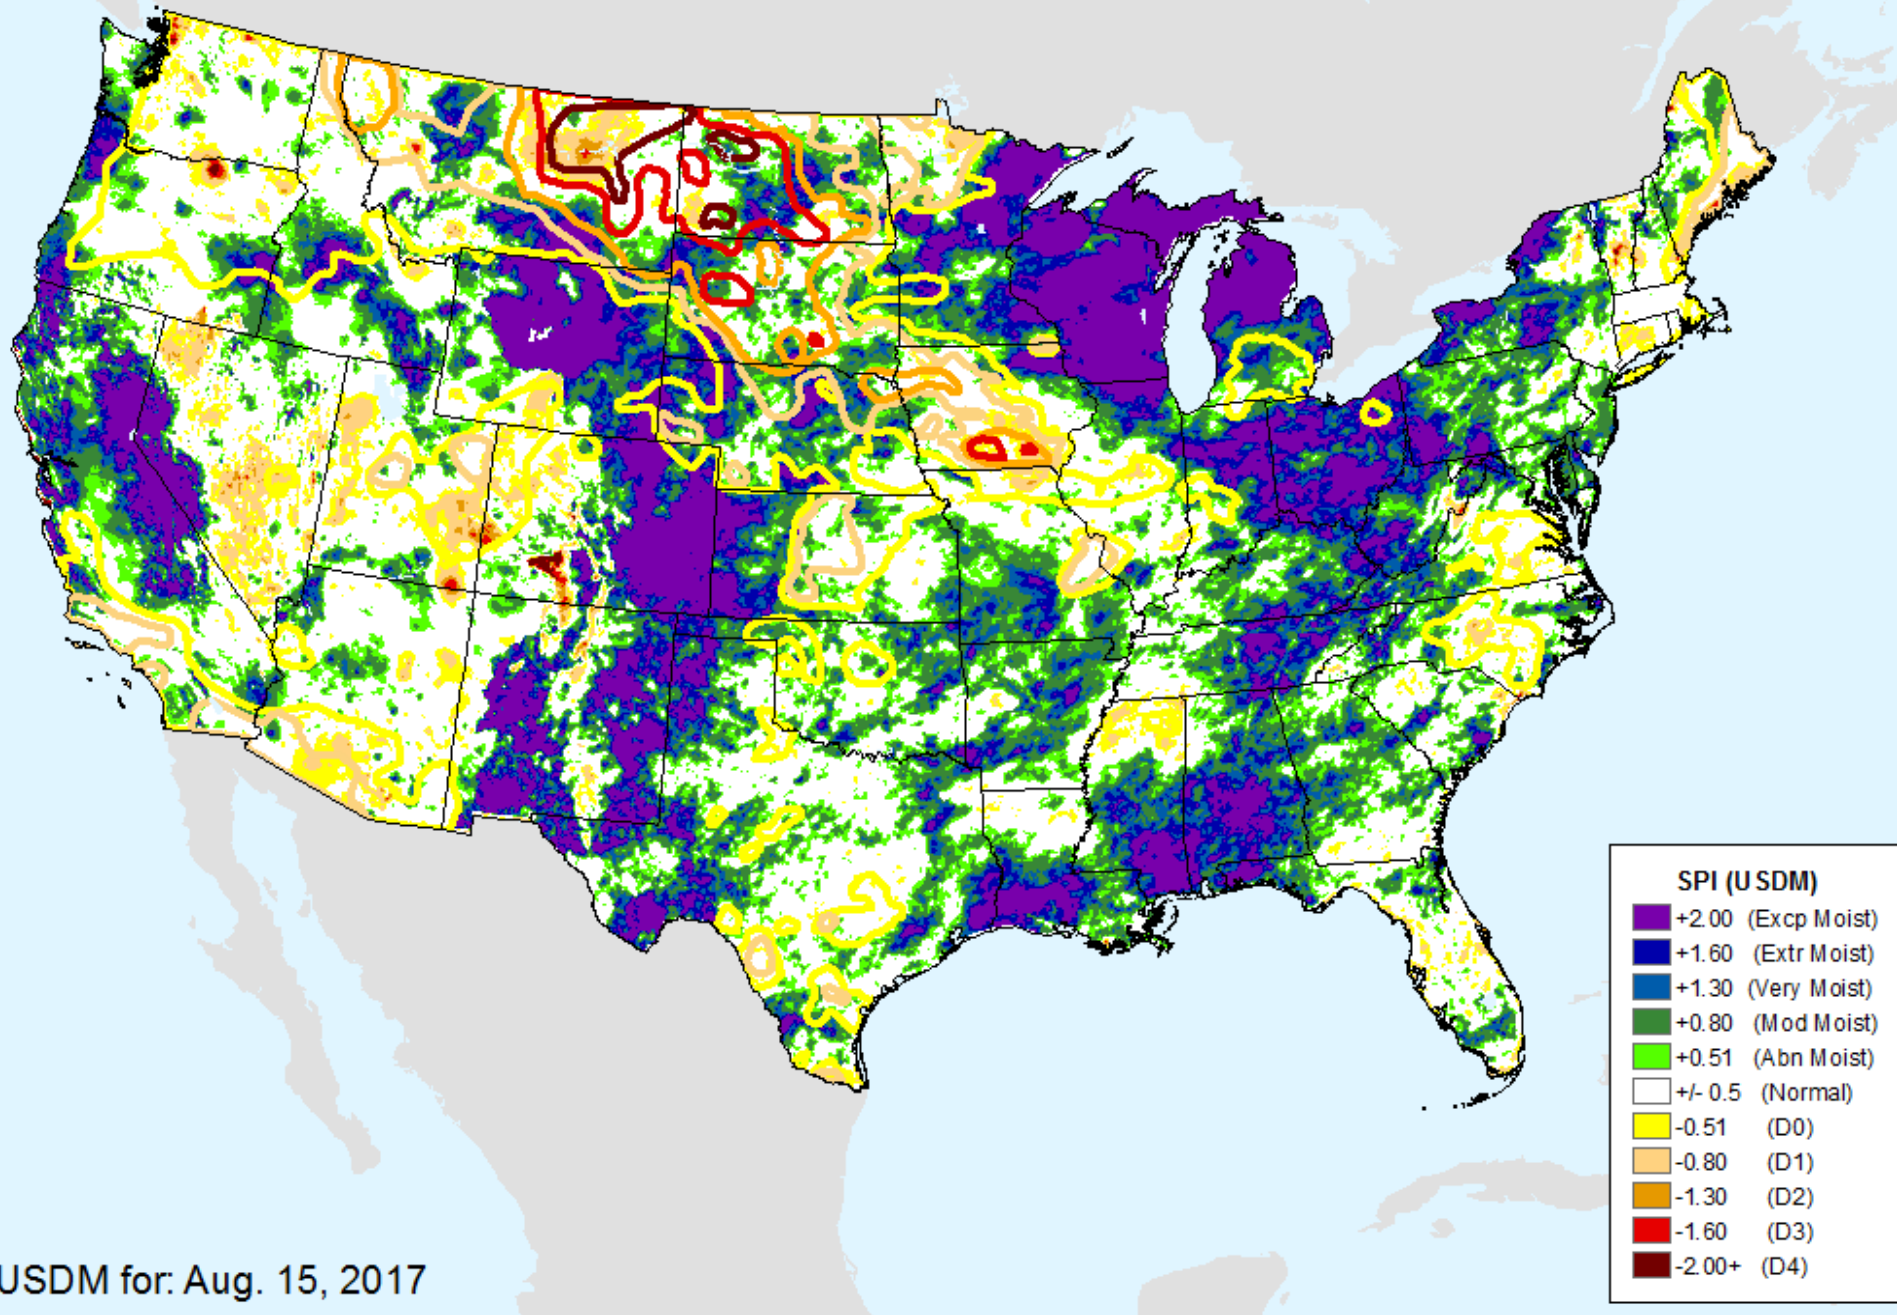 SPI (USDM)
+2.00 (Excp Moist)
+1.60 (Extr Moist)
+1.30 (Very Moist)
+0.80 (Mod Moist)
+0.51 (Abn Moist)
+/- 0.5 (Normal)
-0.51 (D0)
-0.80 (D1)
-1.30 (D2)
-1.60 (D3)
-2.00+ (D4)
USDM for: Aug. 15, 2017